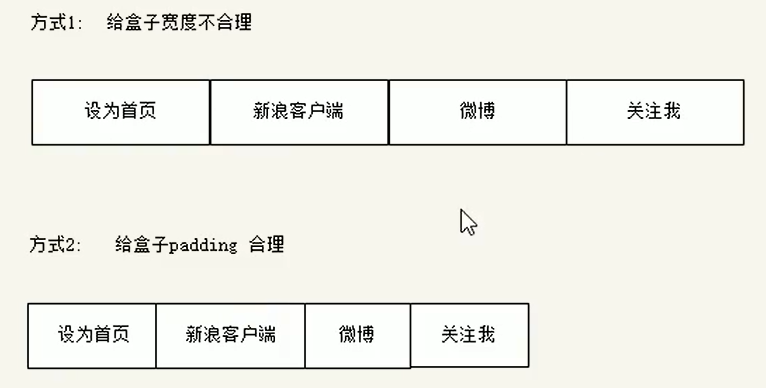 方式1: 给盒子宽度不合理
设为首页 新浪客户端 微博 关注我
方式2: 给盒子padding 合理
设为首页 新浪客户端 微博 关注我